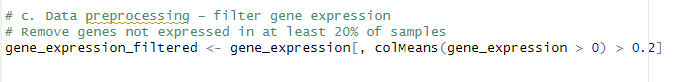 # c. Data preprocessing – filter gene expression
# Remove genes not expressed in at least 20% of samples
gene_expression_filtered <- gene_expression[, colMeans(gene_expression > 0) > 0.2]